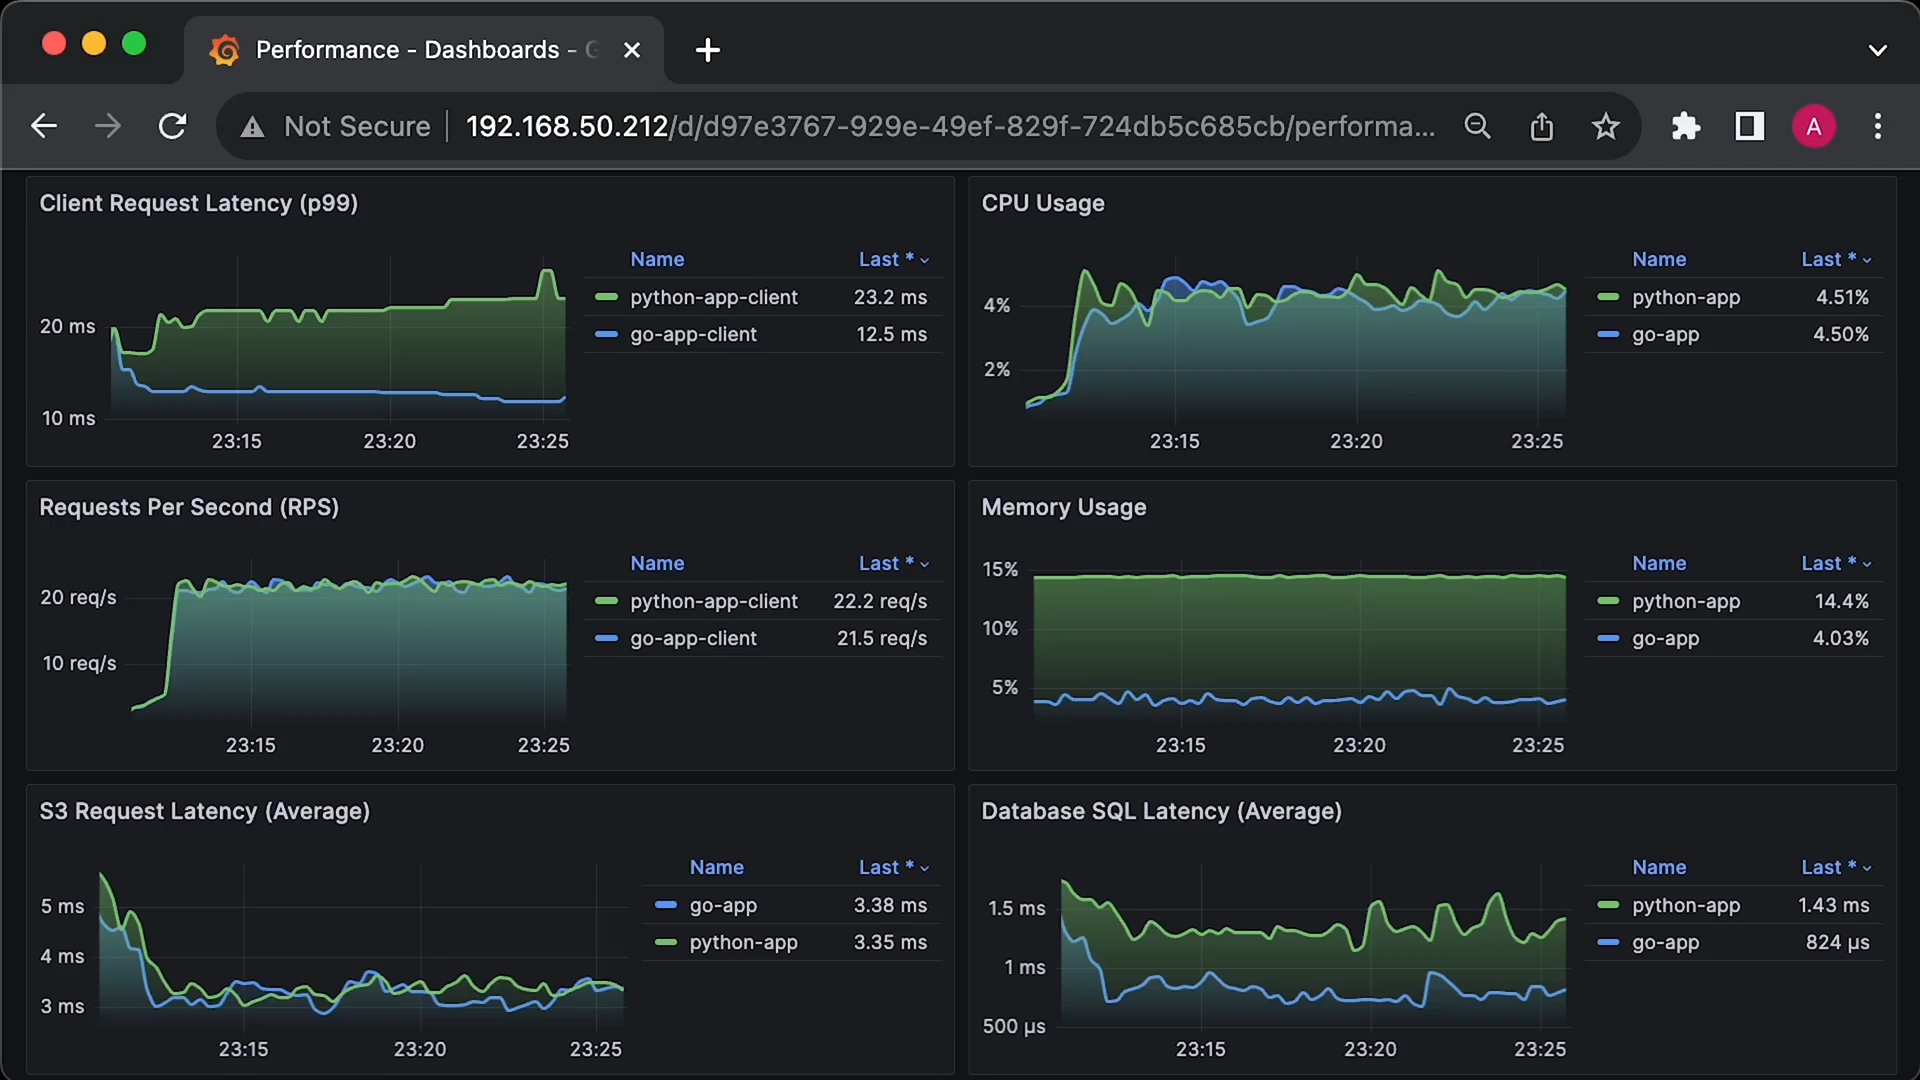 Performance - Dashboards - G
Not Secure
192.168.50.212/d/d97e3767-929e-49ef-829f-724db5c685cb/performa...
A
Client Request Latency (p99)
Name Last *
python-app-client 23.2 ms
go-app-client 12.5 ms
20 ms
10 ms
23:15 23:20 23:25
CPU Usage
Name Last *
python-app 4.51%
go-app 4.50%
4%
2%
23:15 23:20 23:25
Requests Per Second (RPS)
Name Last *
python-app-client 22.2 req/s
go-app-client 21.5 req/s
20 req/s
10 req/s
23:15 23:20 23:25
Memory Usage
Name Last *
python-app 14.4%
go-app 4.03%
15%
10%
5%
23:15 23:20 23:25
S3 Request Latency (Average)
Name Last *
go-app 3.38 ms
python-app 3.35 ms
5 ms
4 ms
3 ms
23:15 23:20 23:25
Database SQL Latency (Average)
Name Last *
python-app 1.43 ms
go-app 824 µs
1.5 ms
1 ms
500 µs
23:15 23:20 23:25